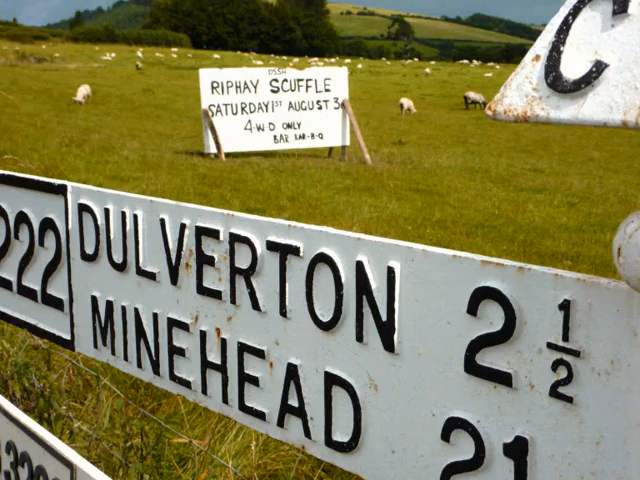 DSSH
RIPHAY SCUFFLE
SATURDAY 1ST AUGUST 3
4·W·D ONLY
BAR BAR-B-Q
C
222
DULVERTON 2 1/2
MINEHEAD 21